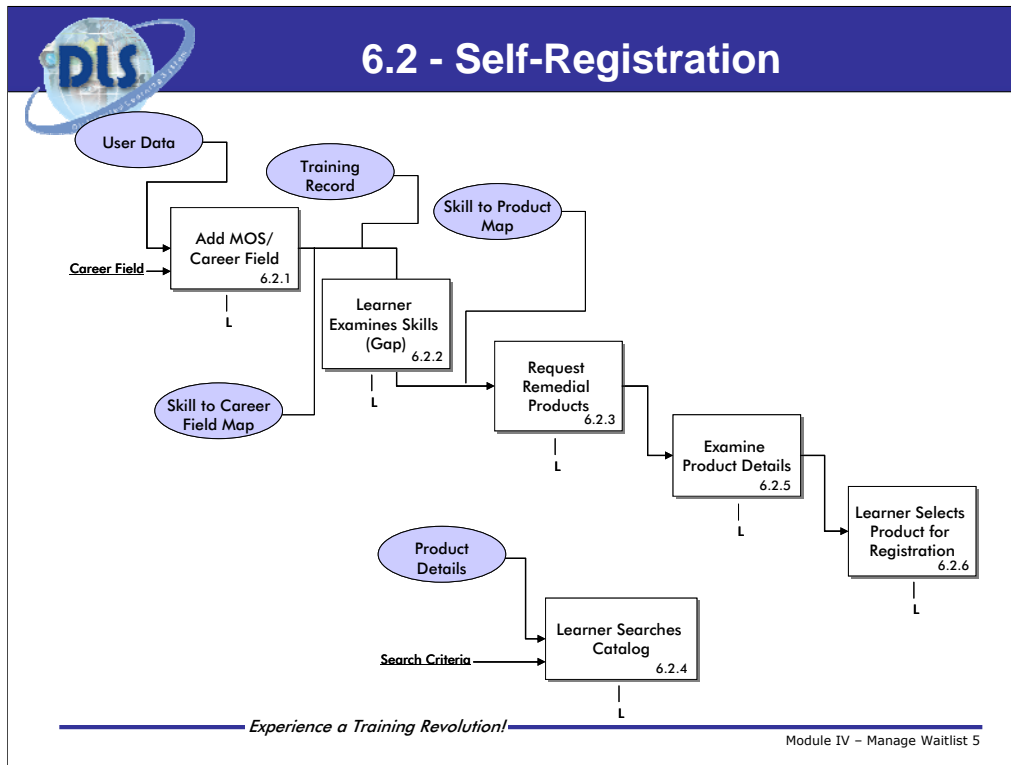 DLS
6.2 - Self-Registration
User Data
Training
Record
Skill to Product
Map
Add MOS/
Career Field
6.2.1
Career Field
L
Learner
Examines Skills
(Gap)
6.2.2
L
Skill to Career
Field Map
Request
Remedial
Products
6.2.3
L
Examine
Product Details
6.2.5
L
Learner Selects
Product for
Registration
6.2.6
L
Product
Details
Learner Searches
Catalog
6.2.4
Search Criteria
L
Experience a Training Revolution!
Module IV – Manage Waitlist 5